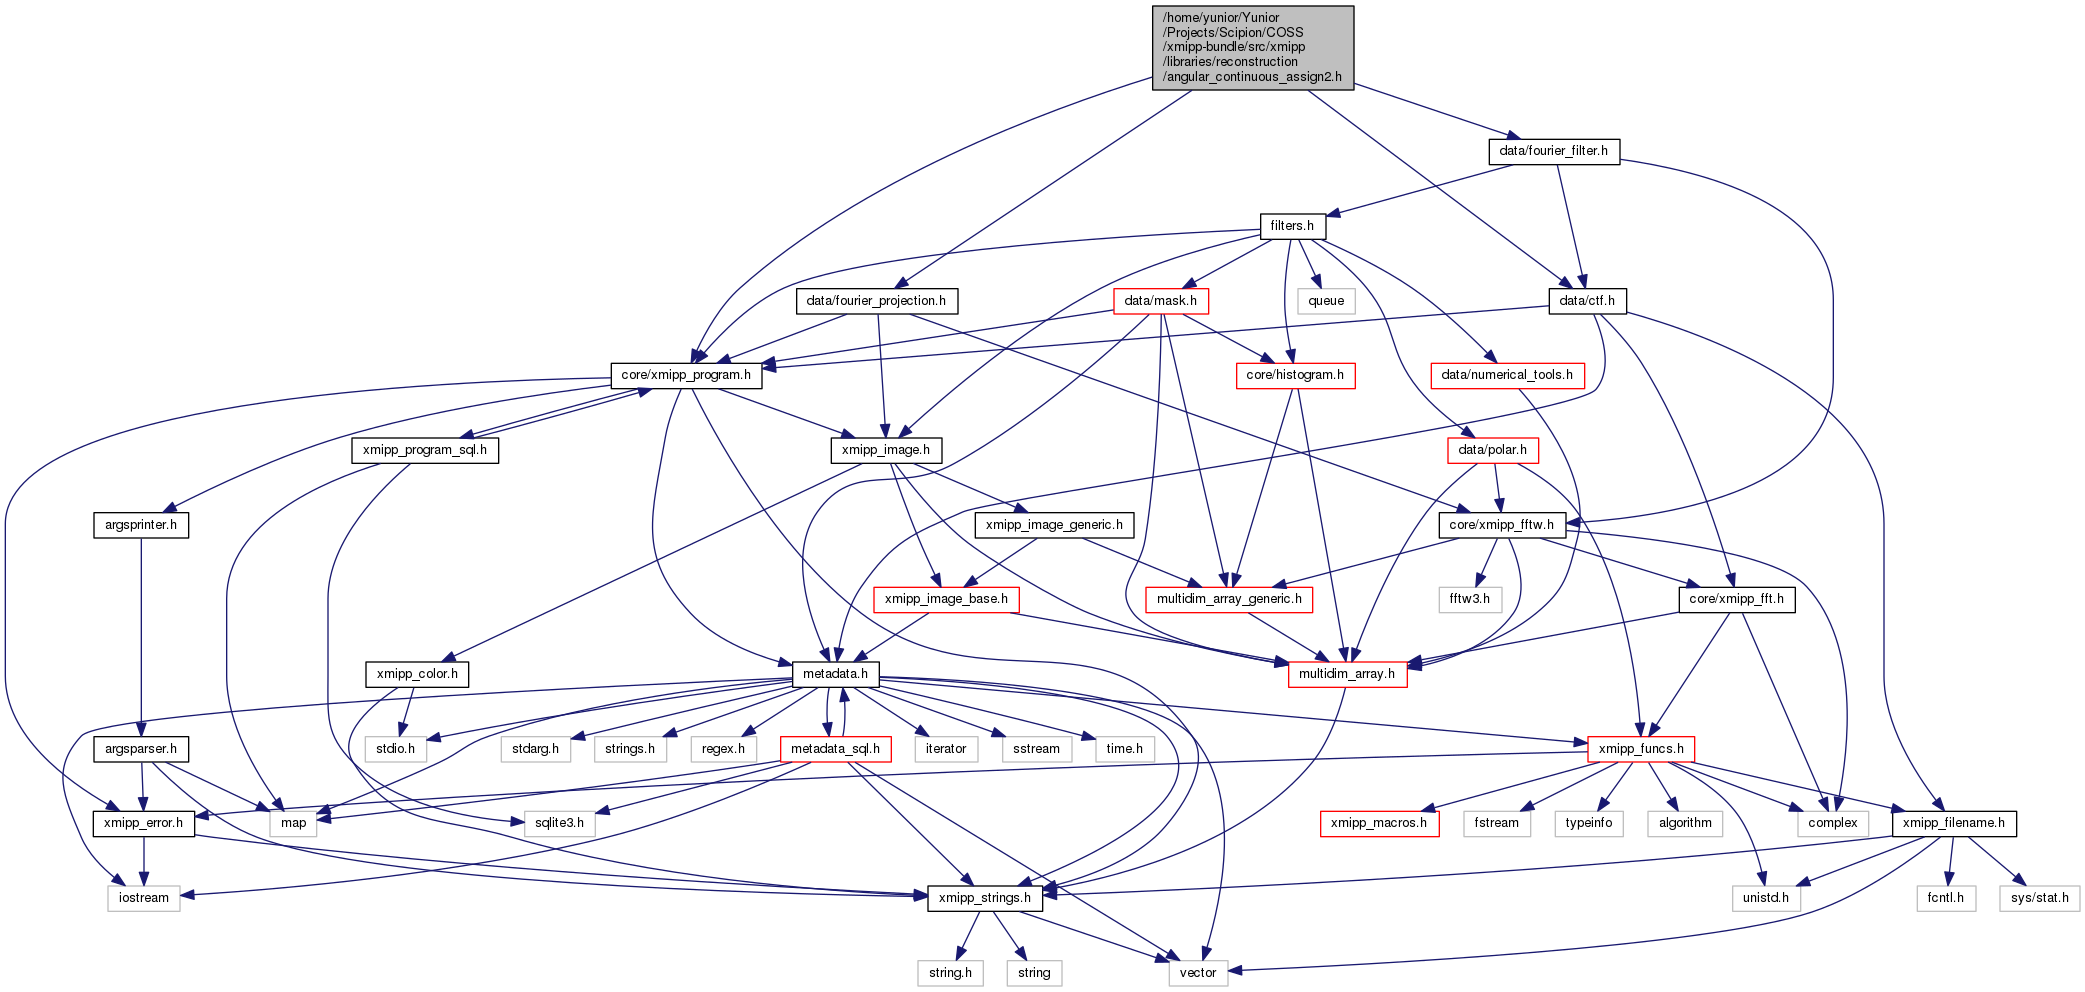 /home/yunior/Yunior
/Projects/Scipion/COSS
/xmipp-bundle/src/xmipp
/libraries/reconstruction
/angular_continuous_assign2.h
data/fourier_filter.h
filters.h
data/fourier_projection.h
data/mask.h
queue
data/ctf.h
core/xmipp_program.h
core/histogram.h
data/numerical_tools.h
xmipp_program_sql.h
xmipp_image.h
data/polar.h
argsprinter.h
xmipp_image_generic.h
core/xmipp_fftw.h
xmipp_image_base.h
multidim_array_generic.h
fftw3.h
core/xmipp_fft.h
xmipp_color.h
metadata.h
multidim_array.h
argsparser.h
stdio.h
stdarg.h
strings.h
regex.h
metadata_sql.h
iterator
sstream
time.h
xmipp_funcs.h
xmipp_error.h
map
sqlite3.h
xmipp_macros.h
fstream
typeinfo
algorithm
complex
xmipp_filename.h
iostream
xmipp_strings.h
unistd.h
fcntl.h
sys/stat.h
string.h
string
vector